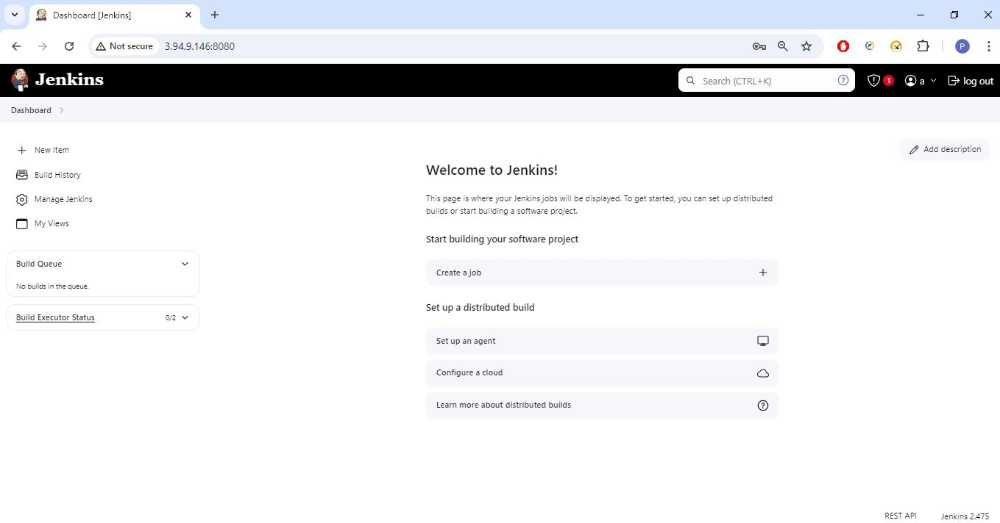 Dashboard [Jenkins]
Not secure
3.94.9.146:8080
P
Jenkins
Search (CTRL+K)
1
a
log out
Dashboard
New Item
Build History
Manage Jenkins
My Views
Build Queue
No builds in the queue.
Build Executor Status
0/2
Add description
Welcome to Jenkins!
This page is where your Jenkins jobs will be displayed. To get started, you can set up distributed
builds or start building a software project.
Start building your software project
Create a job
Set up a distributed build
Set up an agent
Configure a cloud
Learn more about distributed builds
REST API
Jenkins 2.475